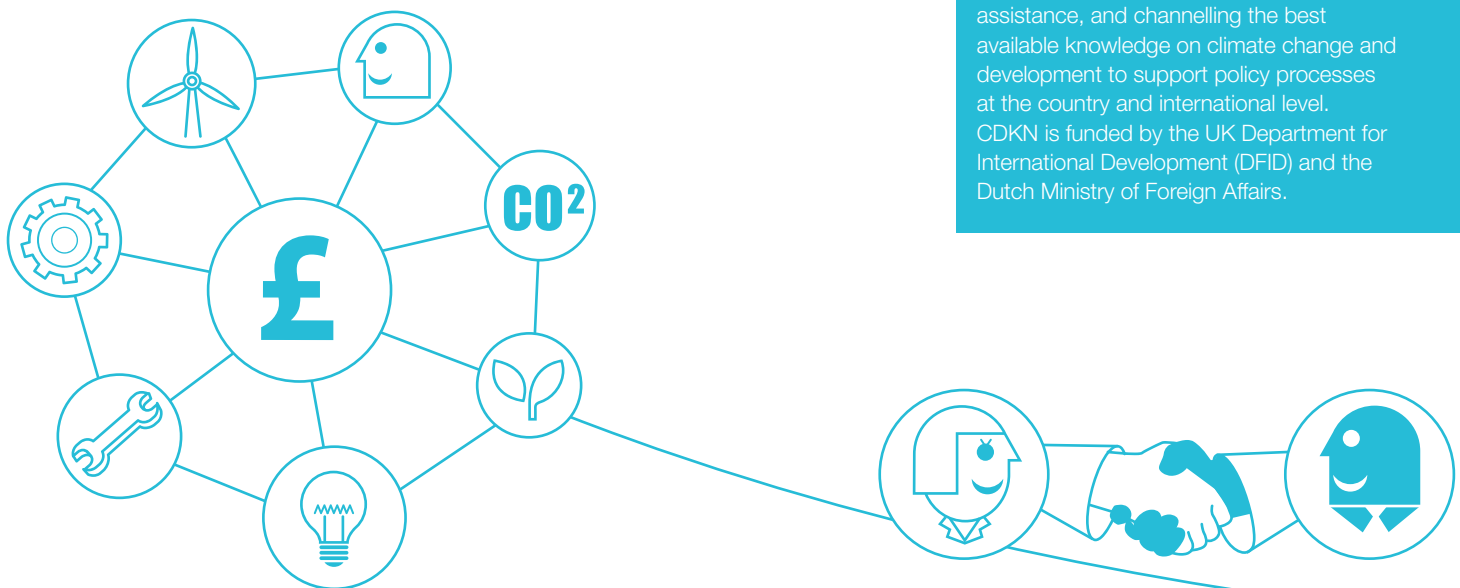 assistance, and channelling the best
available knowledge on climate change and
development to support policy processes
at the country and international level.
CDKN is funded by the UK Department for
International Development (DFID) and the
Dutch Ministry of Foreign Affairs.
CO²
£